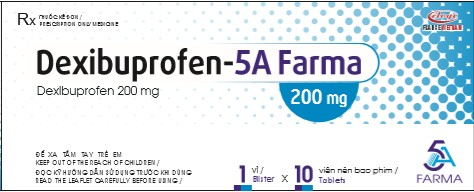 Rx THUỐC KÊ ĐƠN /
PRESCRIPTION ONLY MEDICINE
Dexibuprofen-5A Farma
Dexibuprofen 200 mg
200 mg
ĐỂ XA TẦM TAY TRẺ EM
KEEP OUT OF THE REACH OF CHILDREN /
ĐỌC KỸ HƯỚNG DẪN SỬ DỤNG TRƯỚC KHI DÙNG
READ THE LEAFLET CAREFULLY BEFORE USING /
1 vỉ / Blister X 10 viên nén bao phim / Tablets
5A
FARMA